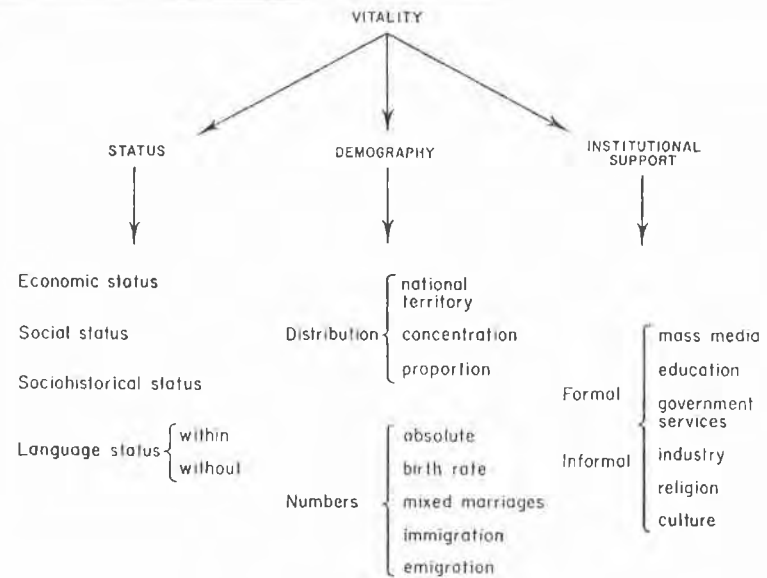 VITALITY
STATUS
DEMOGRAPHY
INSTITUTIONAL
SUPPORT
Economic status
Social status
Sociohistorical status
Language status
within
without
Distribution
national
territory
concentration
proportion
Numbers
absolute
birth rate
mixed marriages
immigration
emigration
Formal
Informal
mass media
education
government
services
industry
religion
culture